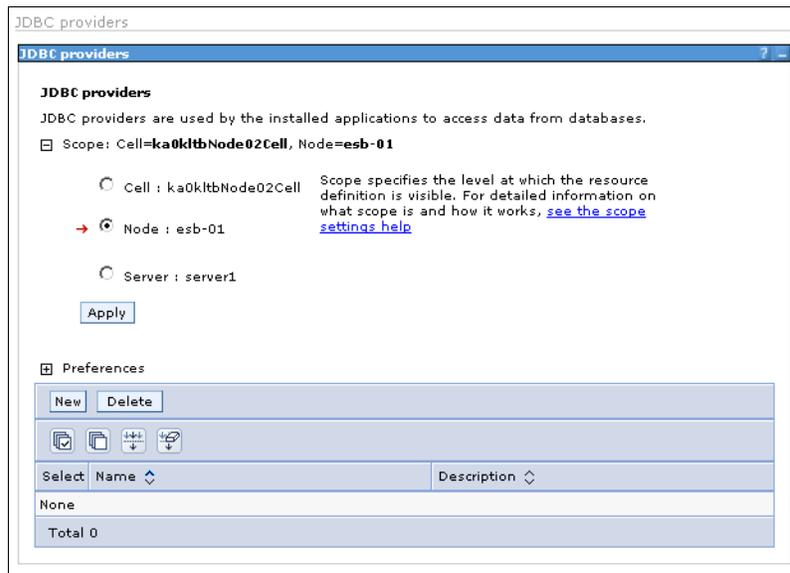 JDBC providers
JDBC providers
? –
JDBC providers
JDBC providers are used by the installed applications to access data from databases.
Scope: Cell=ka0kltbNode02Cell, Node=esb-01
Cell : ka0kltbNode02Cell
Node : esb-01
Server : server1
Scope specifies the level at which the resource
definition is visible. For detailed information on
what scope is and how it works, see the scope
settings help
Apply
Preferences
New Delete
Select Name Description
None
Total 0